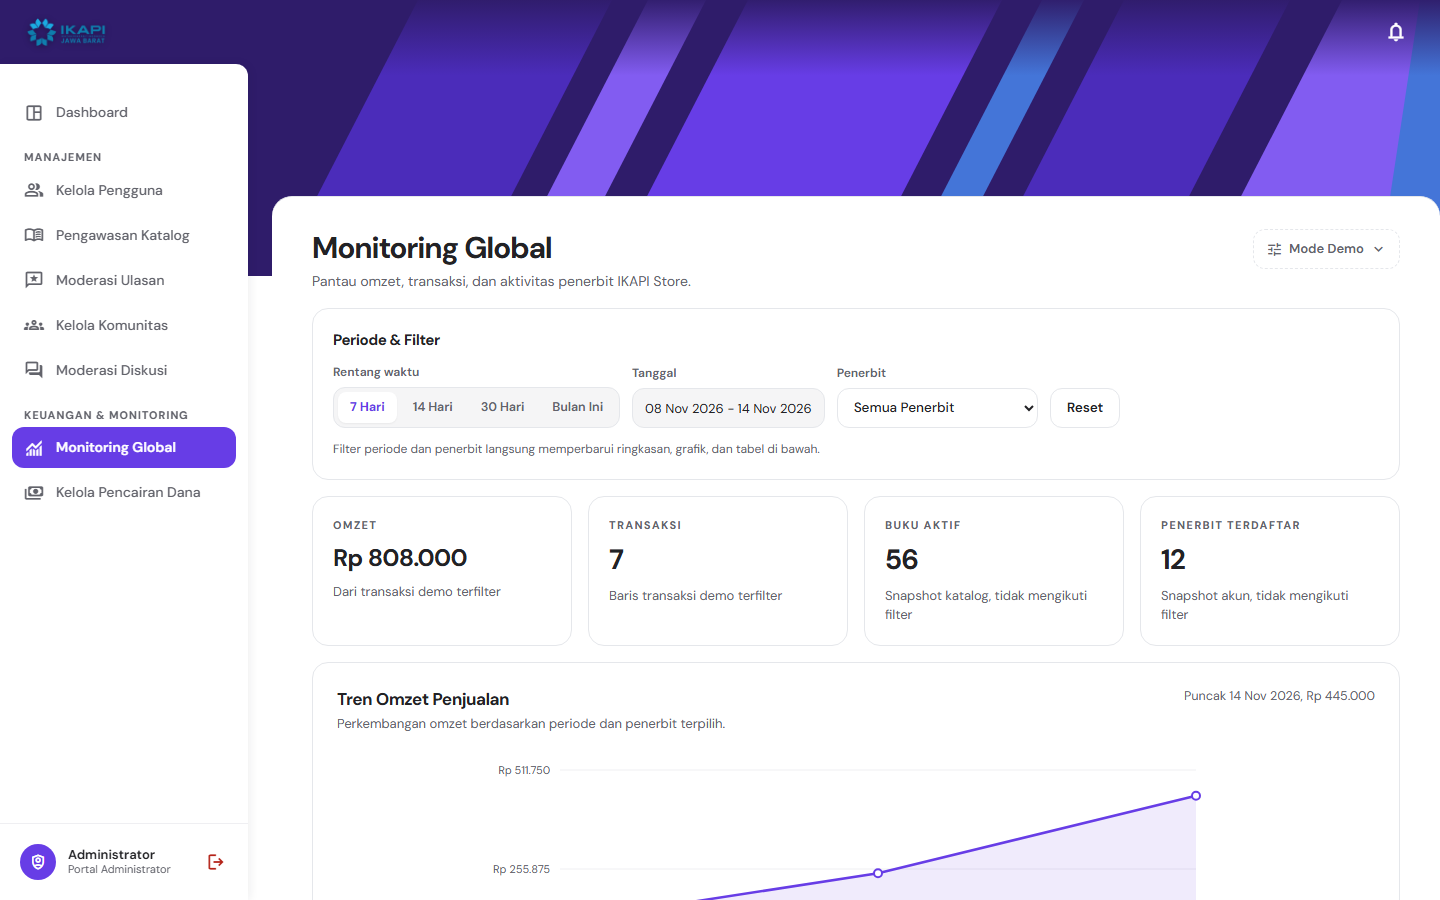 IKAPI
JAWA BARAT
Dashboard
MANAJEMEN
Kelola Pengguna
Pengawasan Katalog
Moderasi Ulasan
Kelola Komunitas
Moderasi Diskusi
KEUANGAN & MONITORING
Monitoring Global
Kelola Pencairan Dana
Administrator
Portal Administrator
Monitoring Global
Mode Demo
Pantau omzet, transaksi, dan aktivitas penerbit IKAPI Store.
Periode & Filter
Rentang waktu
Tanggal
Penerbit
7 Hari
14 Hari
30 Hari
Bulan Ini
08 Nov 2026 - 14 Nov 2026
Semua Penerbit
Reset
Filter periode dan penerbit langsung memperbarui ringkasan, grafik, dan tabel di bawah.
OMZET
Rp 808.000
Dari transaksi demo terfilter
TRANSAKSI
7
Baris transaksi demo terfilter
BUKU AKTIF
56
Snapshot katalog, tidak mengikuti
filter
PENERBIT TERDAFTAR
12
Snapshot akun, tidak mengikuti
filter
Tren Omzet Penjualan
Puncak 14 Nov 2026, Rp 445.000
Perkembangan omzet berdasarkan periode dan penerbit terpilih.
Rp 511.750
Rp 255.875